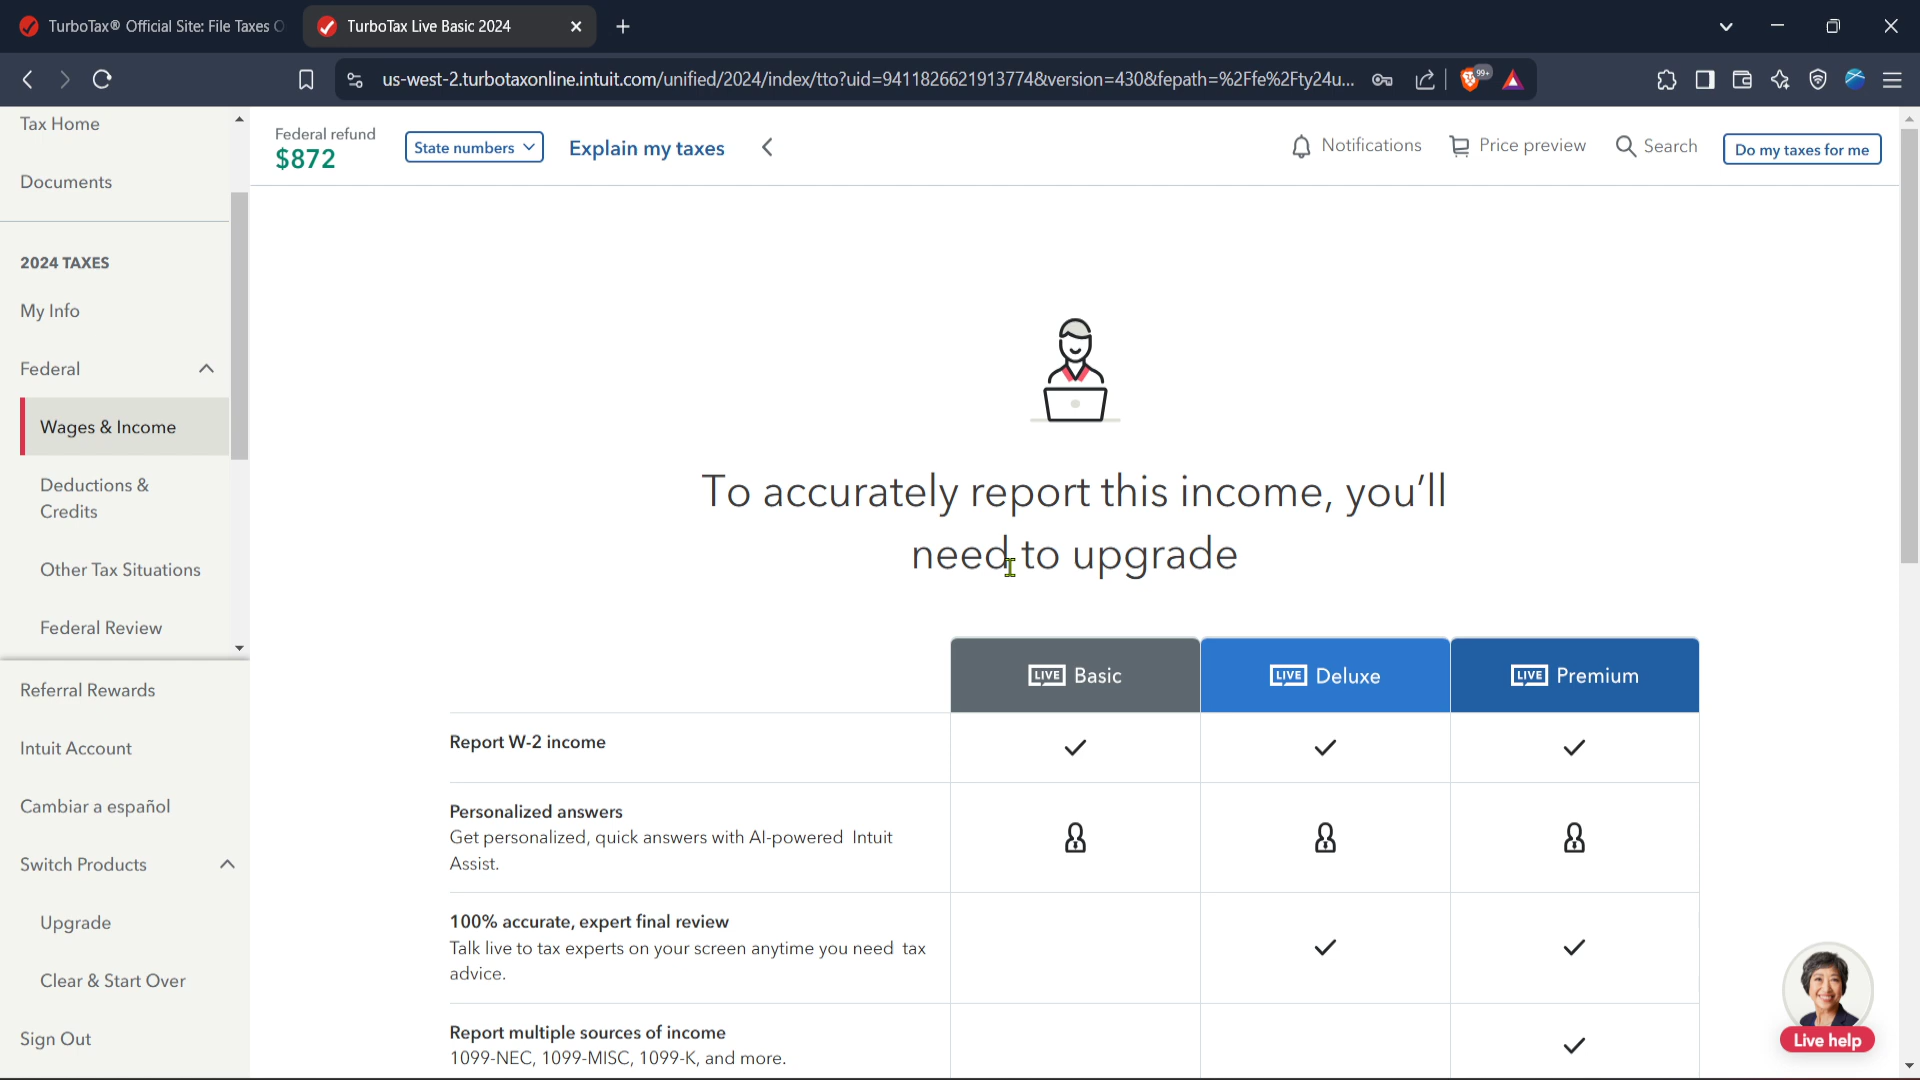 TurboTax® Official Site: File Taxes O
TurboTax Live Basic 2024
us-west-2.turbotaxonline.intuit.com/unified/2024/index/tto?uid=9411826621913774&version=430&fepath=%2Ffe%2Fty24u...
99+
Tax Home
Documents
2024 TAXES
My Info
Federal
Wages & Income
Deductions &
Credits
Other Tax Situations
Federal Review
Referral Rewards
Intuit Account
Cambiar a español
Switch Products
Upgrade
Clear & Start Over
Sign Out
Federal refund
$872
State numbers
Explain my taxes
Notifications
Price preview
Search
Do my taxes for me
To accurately report this income, you'll
need to upgrade
LIVE Basic
LIVE Deluxe
LIVE Premium
Report W-2 income
Personalized answers
Get personalized, quick answers with AI-powered Intuit
Assist.
100% accurate, expert final review
Talk live to tax experts on your screen anytime you need tax
advice.
Report multiple sources of income
1099-NEC, 1099-MISC, 1099-K, and more.
Live help